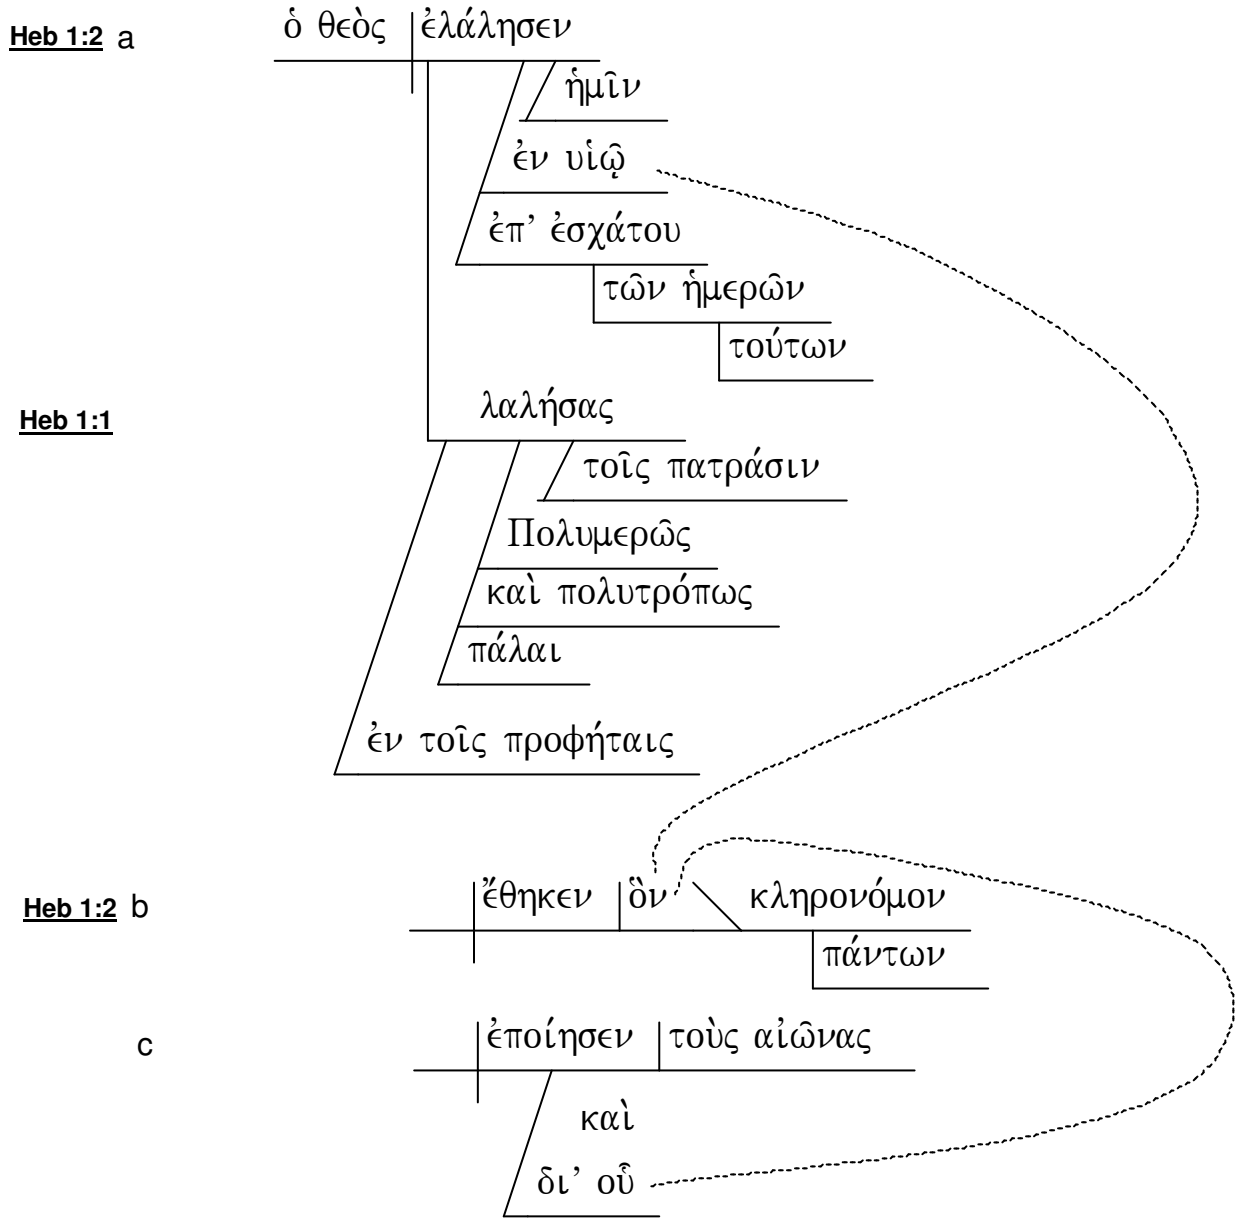 Heb 1:2 a ὁ θεὸς ἐλάλησεν
ἡμῖν
ἐν υἱῷ
ἐπ’ ἐσχάτου
τῶν ἡμερῶν
τούτων
Heb 1:1 λαλήσας
τοῖς πατράσιν
Πολυμερῶς
καὶ πολυτρόπως
πάλαι
ἐν τοῖς προφήταις
Heb 1:2 b ἔθηκεν ὃν κληρονόμον
πάντων
c ἐποίησεν τοὺς αἰῶνας
καὶ
δι’ οὗ